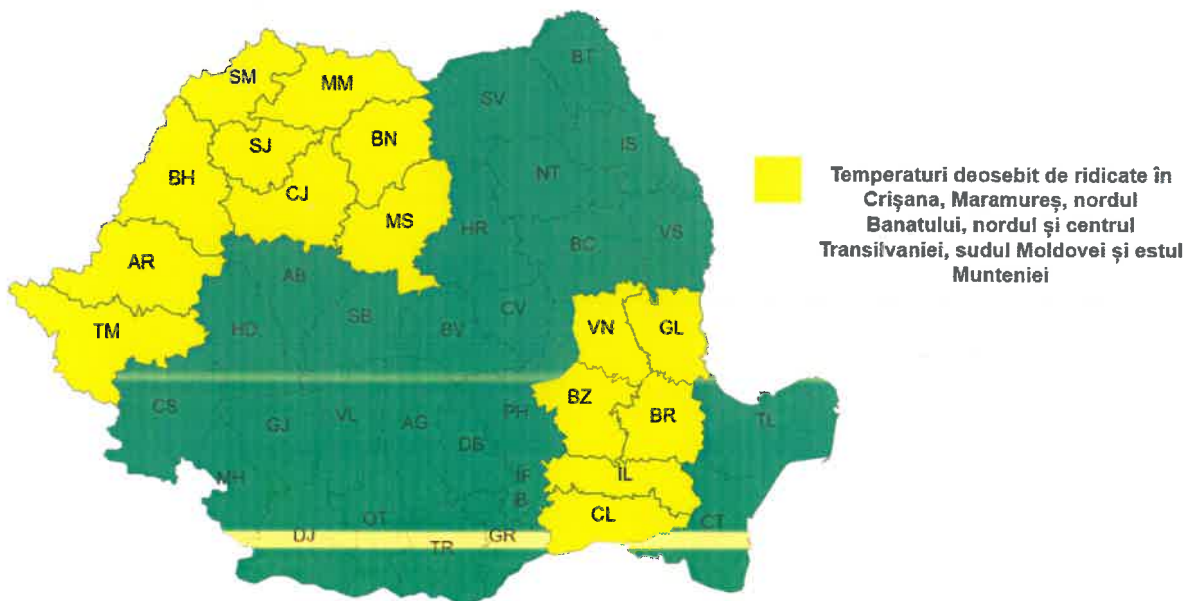 BT
SM
MM
SV
SJ
BN
IS
BH
NT
CJ
MS
HR
BC
VS
AR
AB
SB
CV
TM
HD
BV
VN
GL
CS
GJ
VL
AG
PH
BZ
BR
TL
DB
MH
IF
IL
B
OT
CL
CT
DJ
TR
GR
Temperaturi deosebit de ridicate în
Crișana, Maramureș, nordul
Banatului, nordul și centrul
Transilvaniei, sudul Moldovei și estul
Munteniei